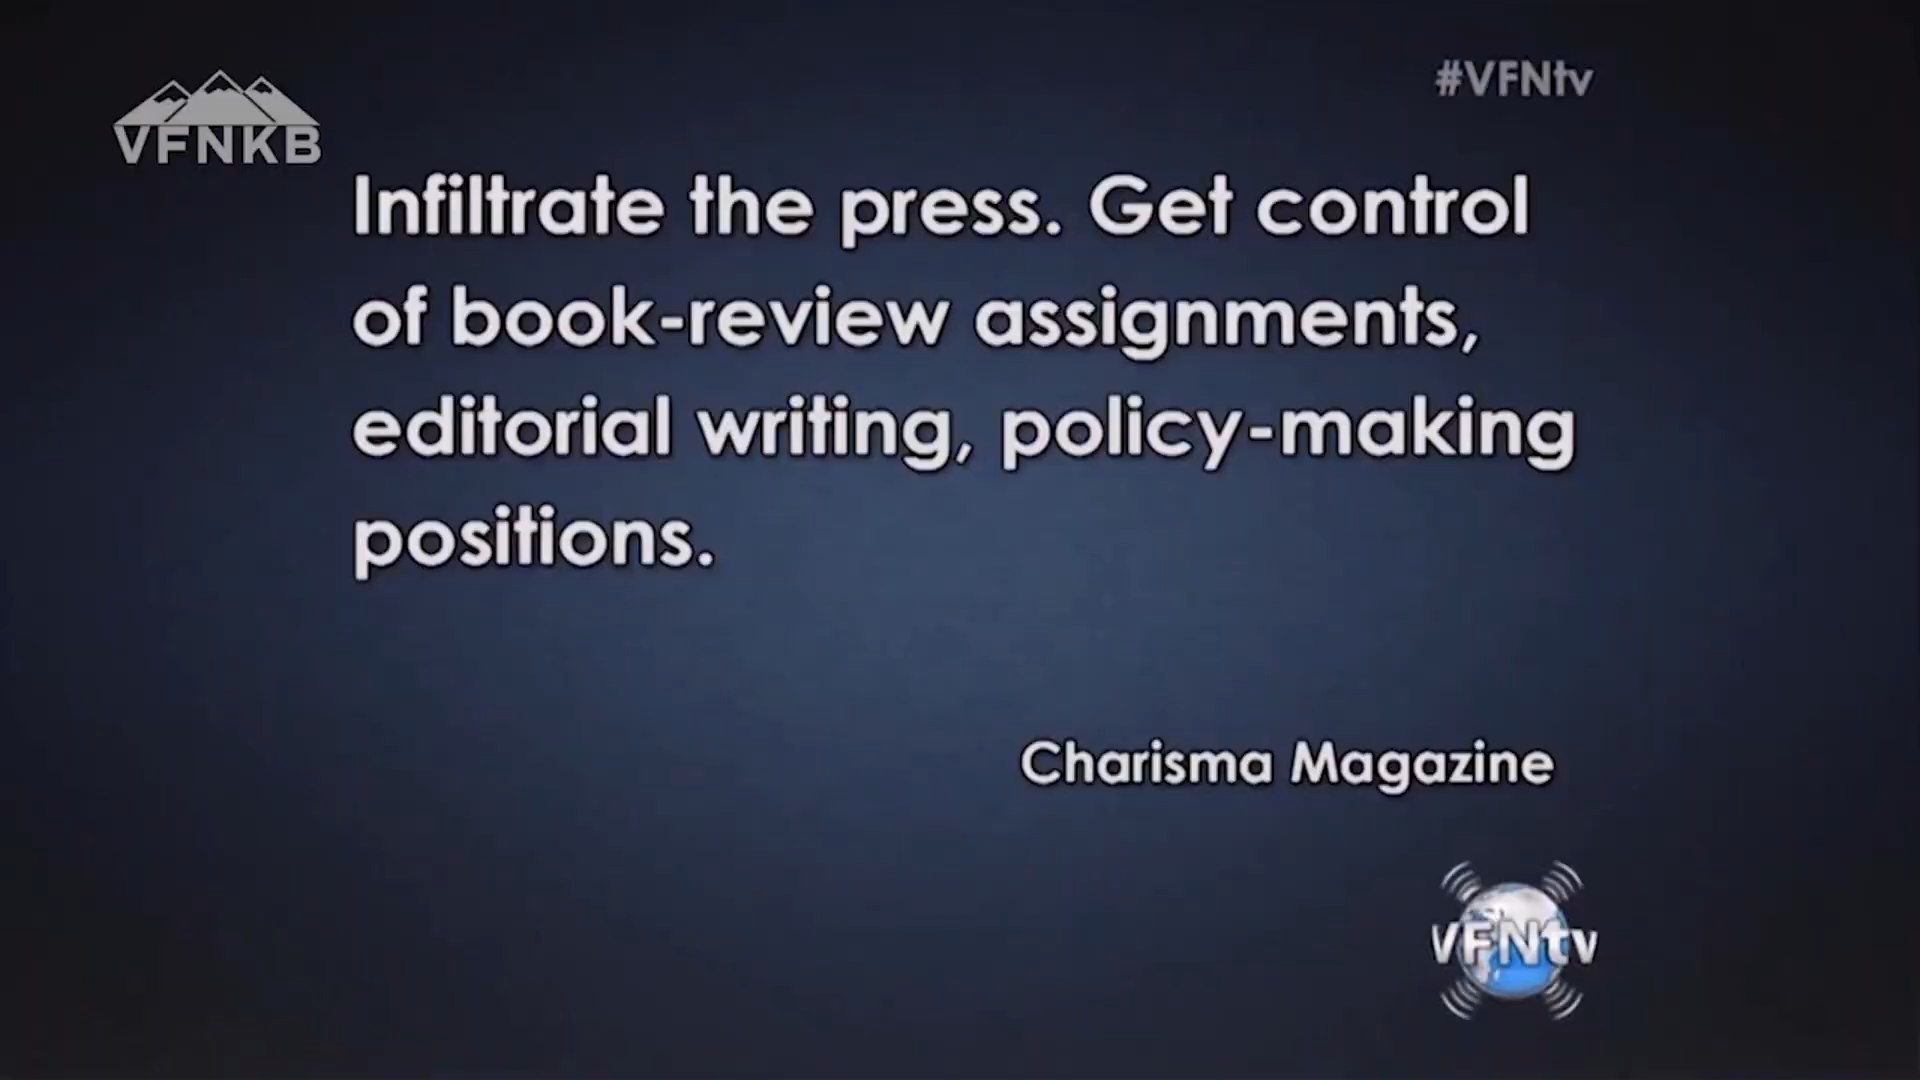 #VFNtv
VFNKB
Infiltrate the press. Get control
of book-review assignments,
editorial writing, policy-making
positions.
Charisma Magazine
VFNtv